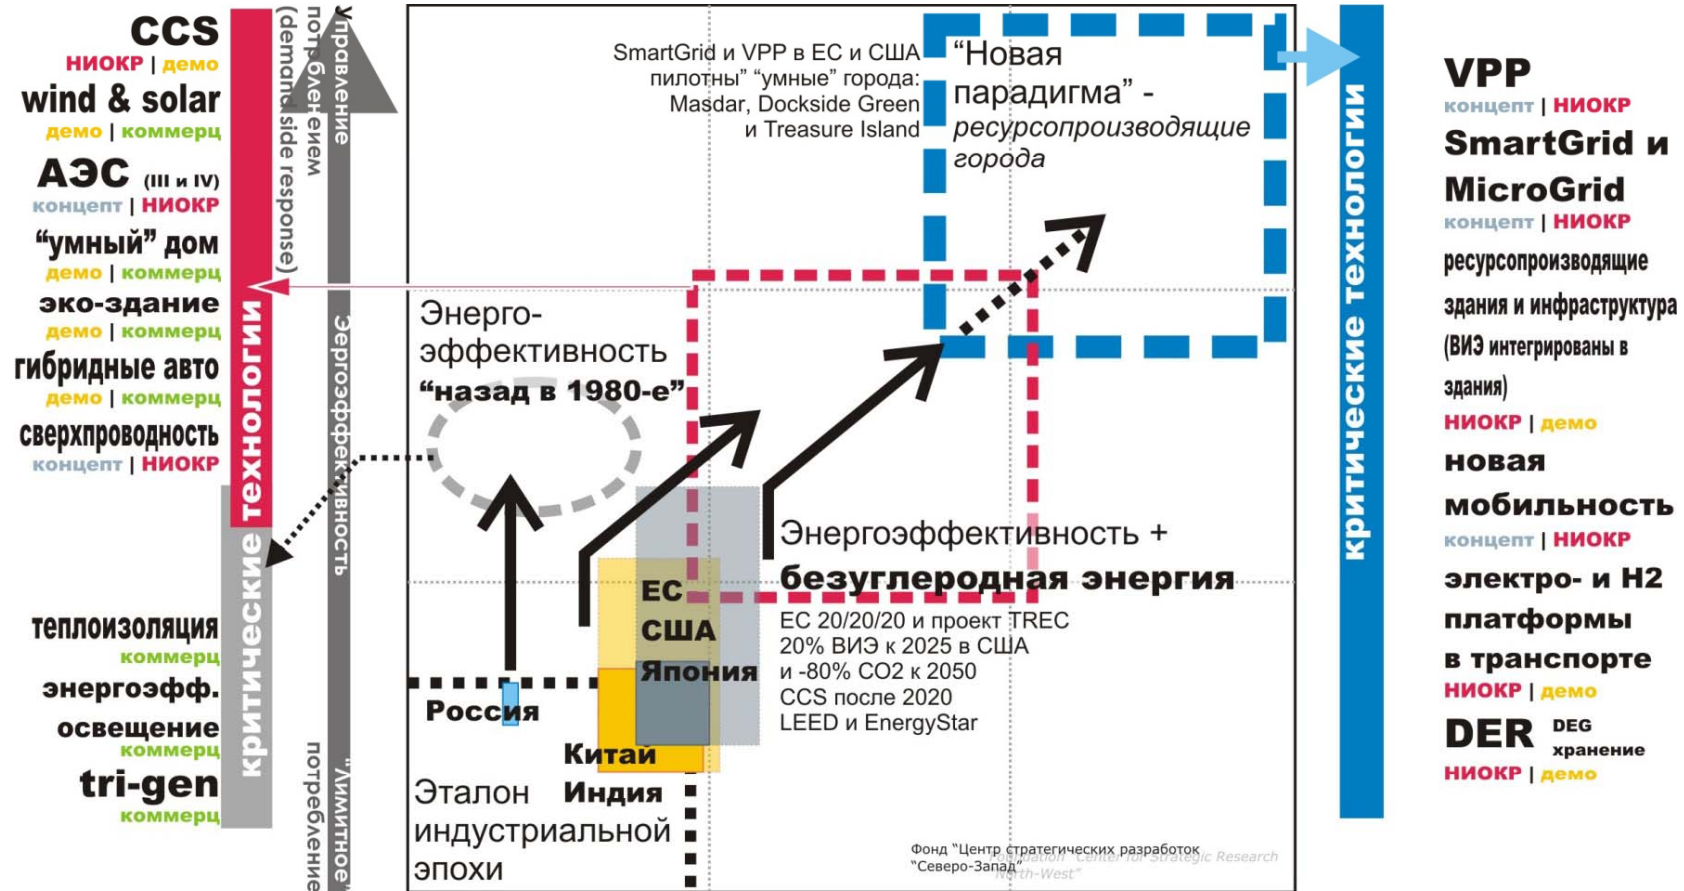 CCS
НИОКР | демо
wind & solar
демо | коммерц
АЭС (III и IV)
концепт | НИОКР
“умный” дом
демо | коммерц
эко-здание
демо | коммерц
гибридные авто
демо | коммерц
сверхпроводность
концепт | НИОКР
теплоизоляция
коммерц
энергоэфф.
освещение
коммерц
tri-gen
коммерц
критические технологии
Управление
потребленеием
(demand side response)
Эергоэффективность
“Лимитное”
потребление
SmartGrid и VPP в ЕС и США
пилотны” “умные” города:
Masdar, Dockside Green
и Treasure Island
“Новая
парадигма” -
ресурсопроизводящие
города
Энерго-
эффективность
“назад в 1980-е”
Энергоэффективность +
безуглеродная энергия
ЕС 20/20/20 и проект TREC
20% ВИЭ к 2025 в США
и -80% СО2 к 2050
CCS после 2020
LEED и EnergyStar
ЕС
США
Япония
Россия
Китай
Индия
Эталон
индустриальной
эпохи
Фонд “Центр стратегических разработок
“Северо-Запад”
Foundation “Center for Strategic Research
North-West”
критические технологии
VPP
концепт | НИОКР
SmartGrid и
MicroGrid
концепт | НИОКР
ресурсопроизводящие
здания и инфраструктура
(ВИЭ интегрированы в
здания)
НИОКР | демо
новая
мобильность
концепт | НИОКР
электро- и Н2
платформы
в транспорте
НИОКР | демо
DER DEG
хранение
НИОКР | демо